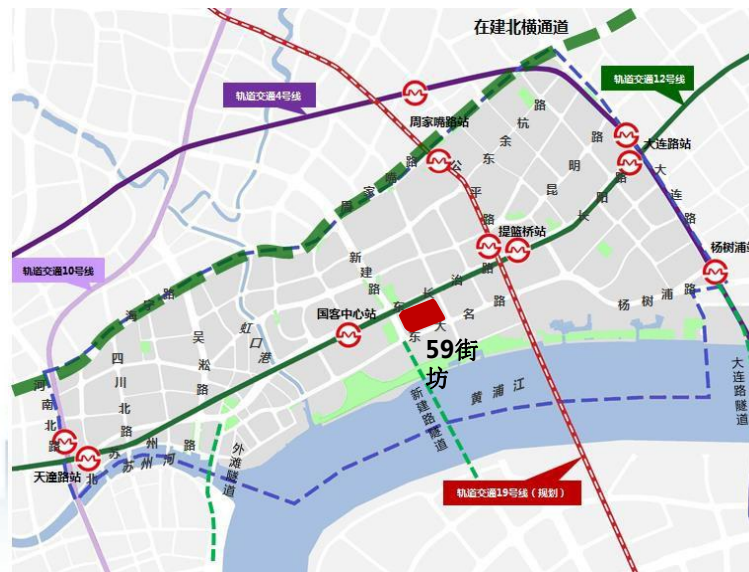 在建北横通道
轨道交通4号线
轨道交通12号线
周家嘴路站
大连路站
公平路
东余杭路
昆明路
长阳路
大连路
周家嘴路
提篮桥站
杨树浦
轨道交通10号线
新建路
海宁路
国客中心站
东长治路
东大名路
杨树浦路
虹口港
吴淞路
四川北路
59街
坊
河南北路
新建路隧道
黄浦江
大连路隧道
外滩隧道
北苏州路
苏州河
天潼路站
轨道交通19号线（规划）